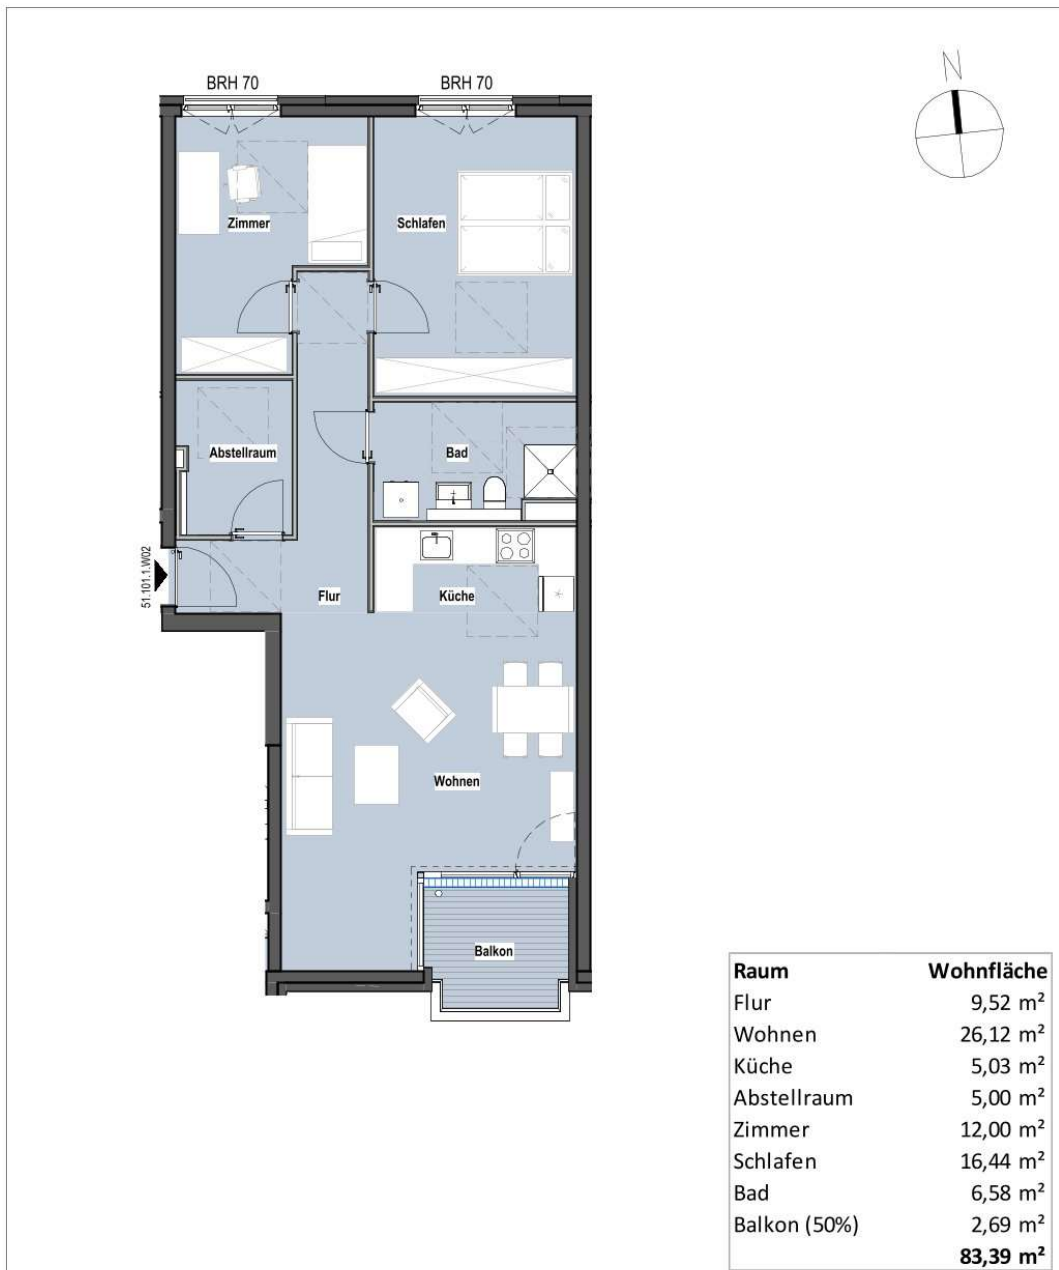 BRH 70 BRH 70
N
Zimmer
Schlafen
Abstellraum
Bad
51.101.1.W02
Flur
Küche
Wohnen
Balkon
Raum Wohnfläche
Flur 9,52 m²
Wohnen 26,12 m²
Küche 5,03 m²
Abstellraum 5,00 m²
Zimmer 12,00 m²
Schlafen 16,44 m²
Bad 6,58 m²
Balkon (50%) 2,69 m²
83,39 m²